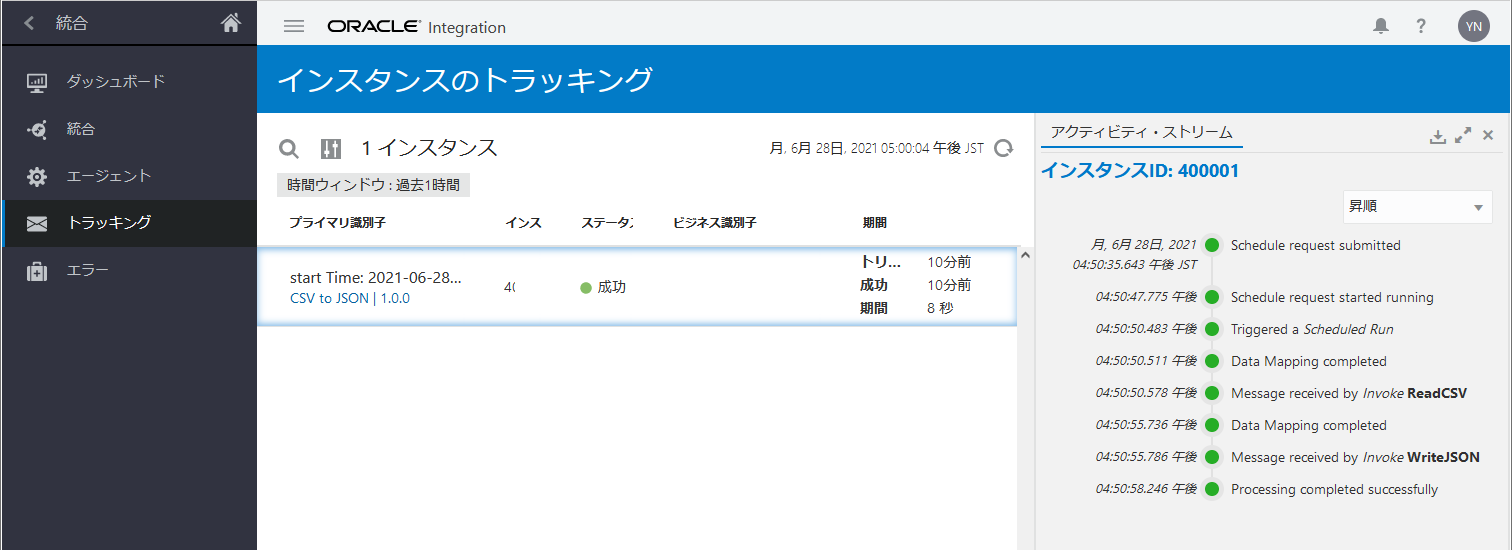 統合
ORACLE Integration
?
YN
ダッシュボード
統合
エージェント
トラッキング
エラー
インスタンスのトラッキング
1 インスタンス
月, 6月 28日, 2021 05:00:04 午後 JST
時間ウィンドウ : 過去1時間
プライマリ識別子 インス ステータ ビジネス識別子 期間
start Time: 2021-06-28...
CSV to JSON | 1.0.0
成功
トリ... 10分前
成功 10分前
期間 8 秒
アクティビティ・ストリーム
インスタンスID: 400001
昇順
月, 6月 28日, 2021
04:50:35.643 午後 JST
Schedule request submitted
04:50:47.775 午後 Schedule request started running
04:50:50.483 午後 Triggered a Scheduled Run
04:50:50.511 午後 Data Mapping completed
04:50:50.578 午後 Message received by Invoke ReadCSV
04:50:55.736 午後 Data Mapping completed
04:50:55.786 午後 Message received by Invoke WriteJSON
04:50:58.246 午後 Processing completed successfully